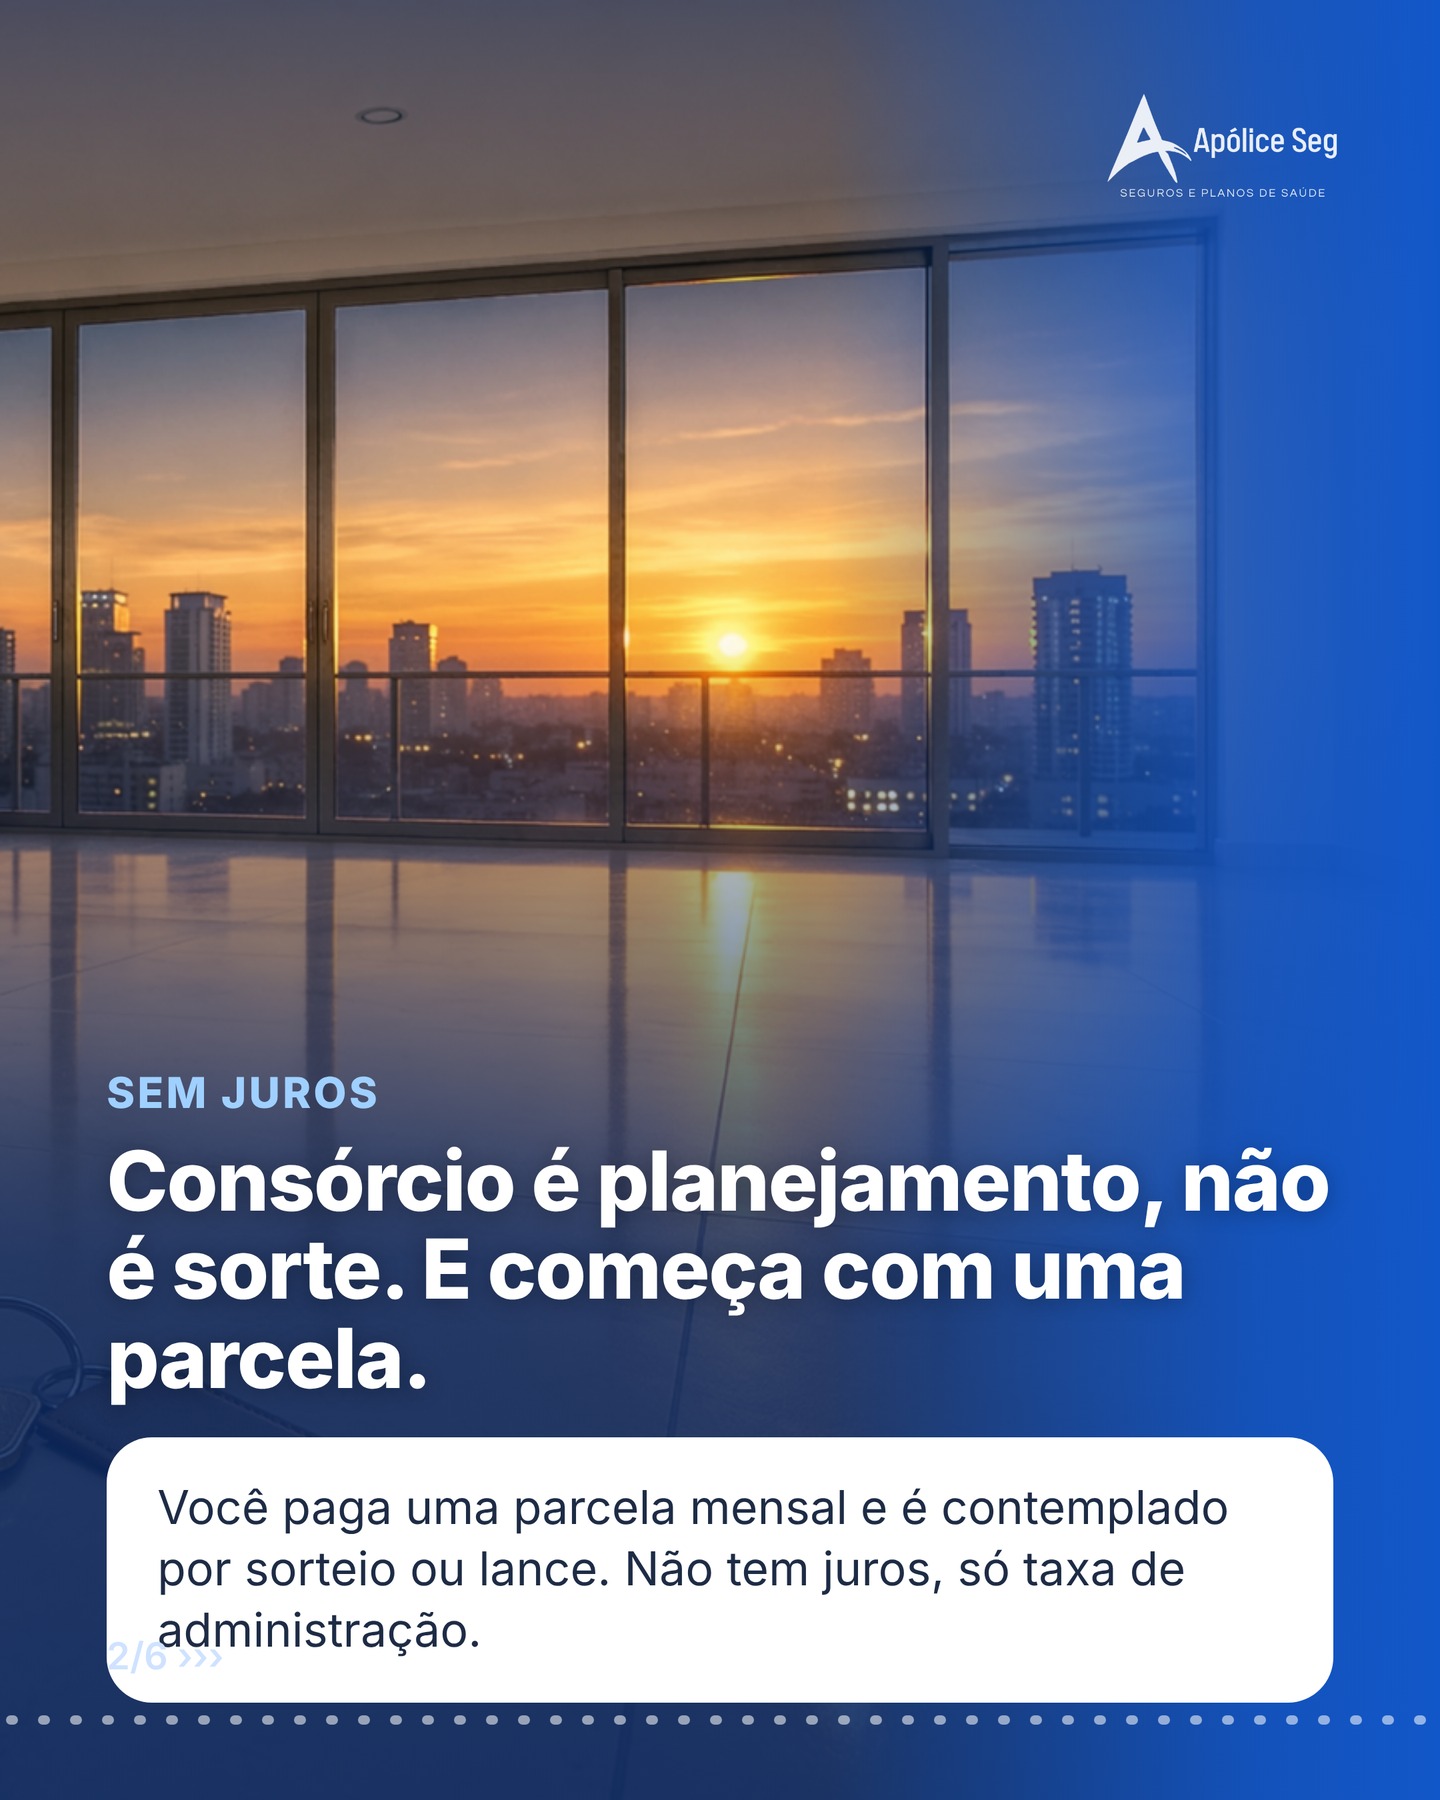 Apólice Seg
SEGUROS E PLANOS DE SAÚDE
SEM JUROS
Consórcio é planejamento, não
é sorte. E começa com uma
parcela.
Você paga uma parcela mensal e é contemplado
por sorteio ou lance. Não tem juros, só taxa de
administração.
2/6 ›››